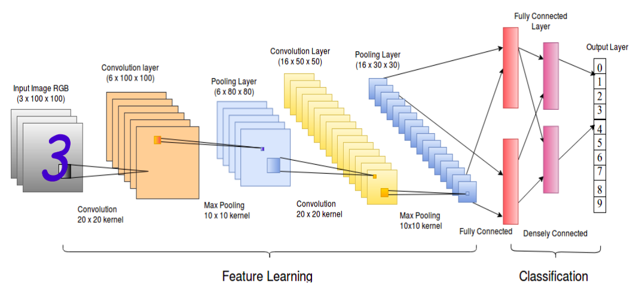 Input Image RGB
(3 x 100 x 100)
3
Convolution layer
(6 x 100 x 100)
Convolution
20 x 20 kernel
Pooling Layer
(6 x 80 x 80)
Max Pooling
10 x 10 kernel
Convolution Layer
(16 x 50 x 50)
Convolution
20 x 20 kernel
Pooling Layer
(16 x 30 x 30)
Max Pooling
10x10 kernel
Fully Connected
Layer
Fully Connected
Densely Connected
Output Layer
0
1
2
3
4
5
6
7
8
9
Feature Learning
Classification